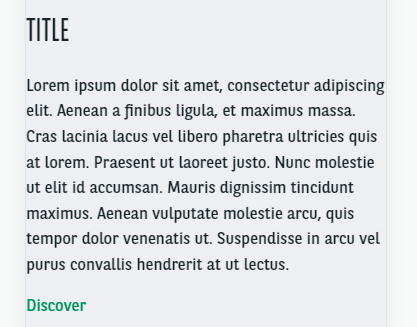 TITLE
Lorem ipsum dolor sit amet, consectetur adipiscing
elit. Aenean a finibus ligula, et maximus massa.
Cras lacinia lacus vel libero pharetra ultricies quis
at lorem. Praesent ut laoreet justo. Nunc molestie
ut elit id accumsan. Mauris dignissim tincidunt
maximus. Aenean vulputate molestie arcu, quis
tempor dolor venenatis ut. Suspendisse in arcu vel
purus convallis hendrerit at ut lectus.
Discover